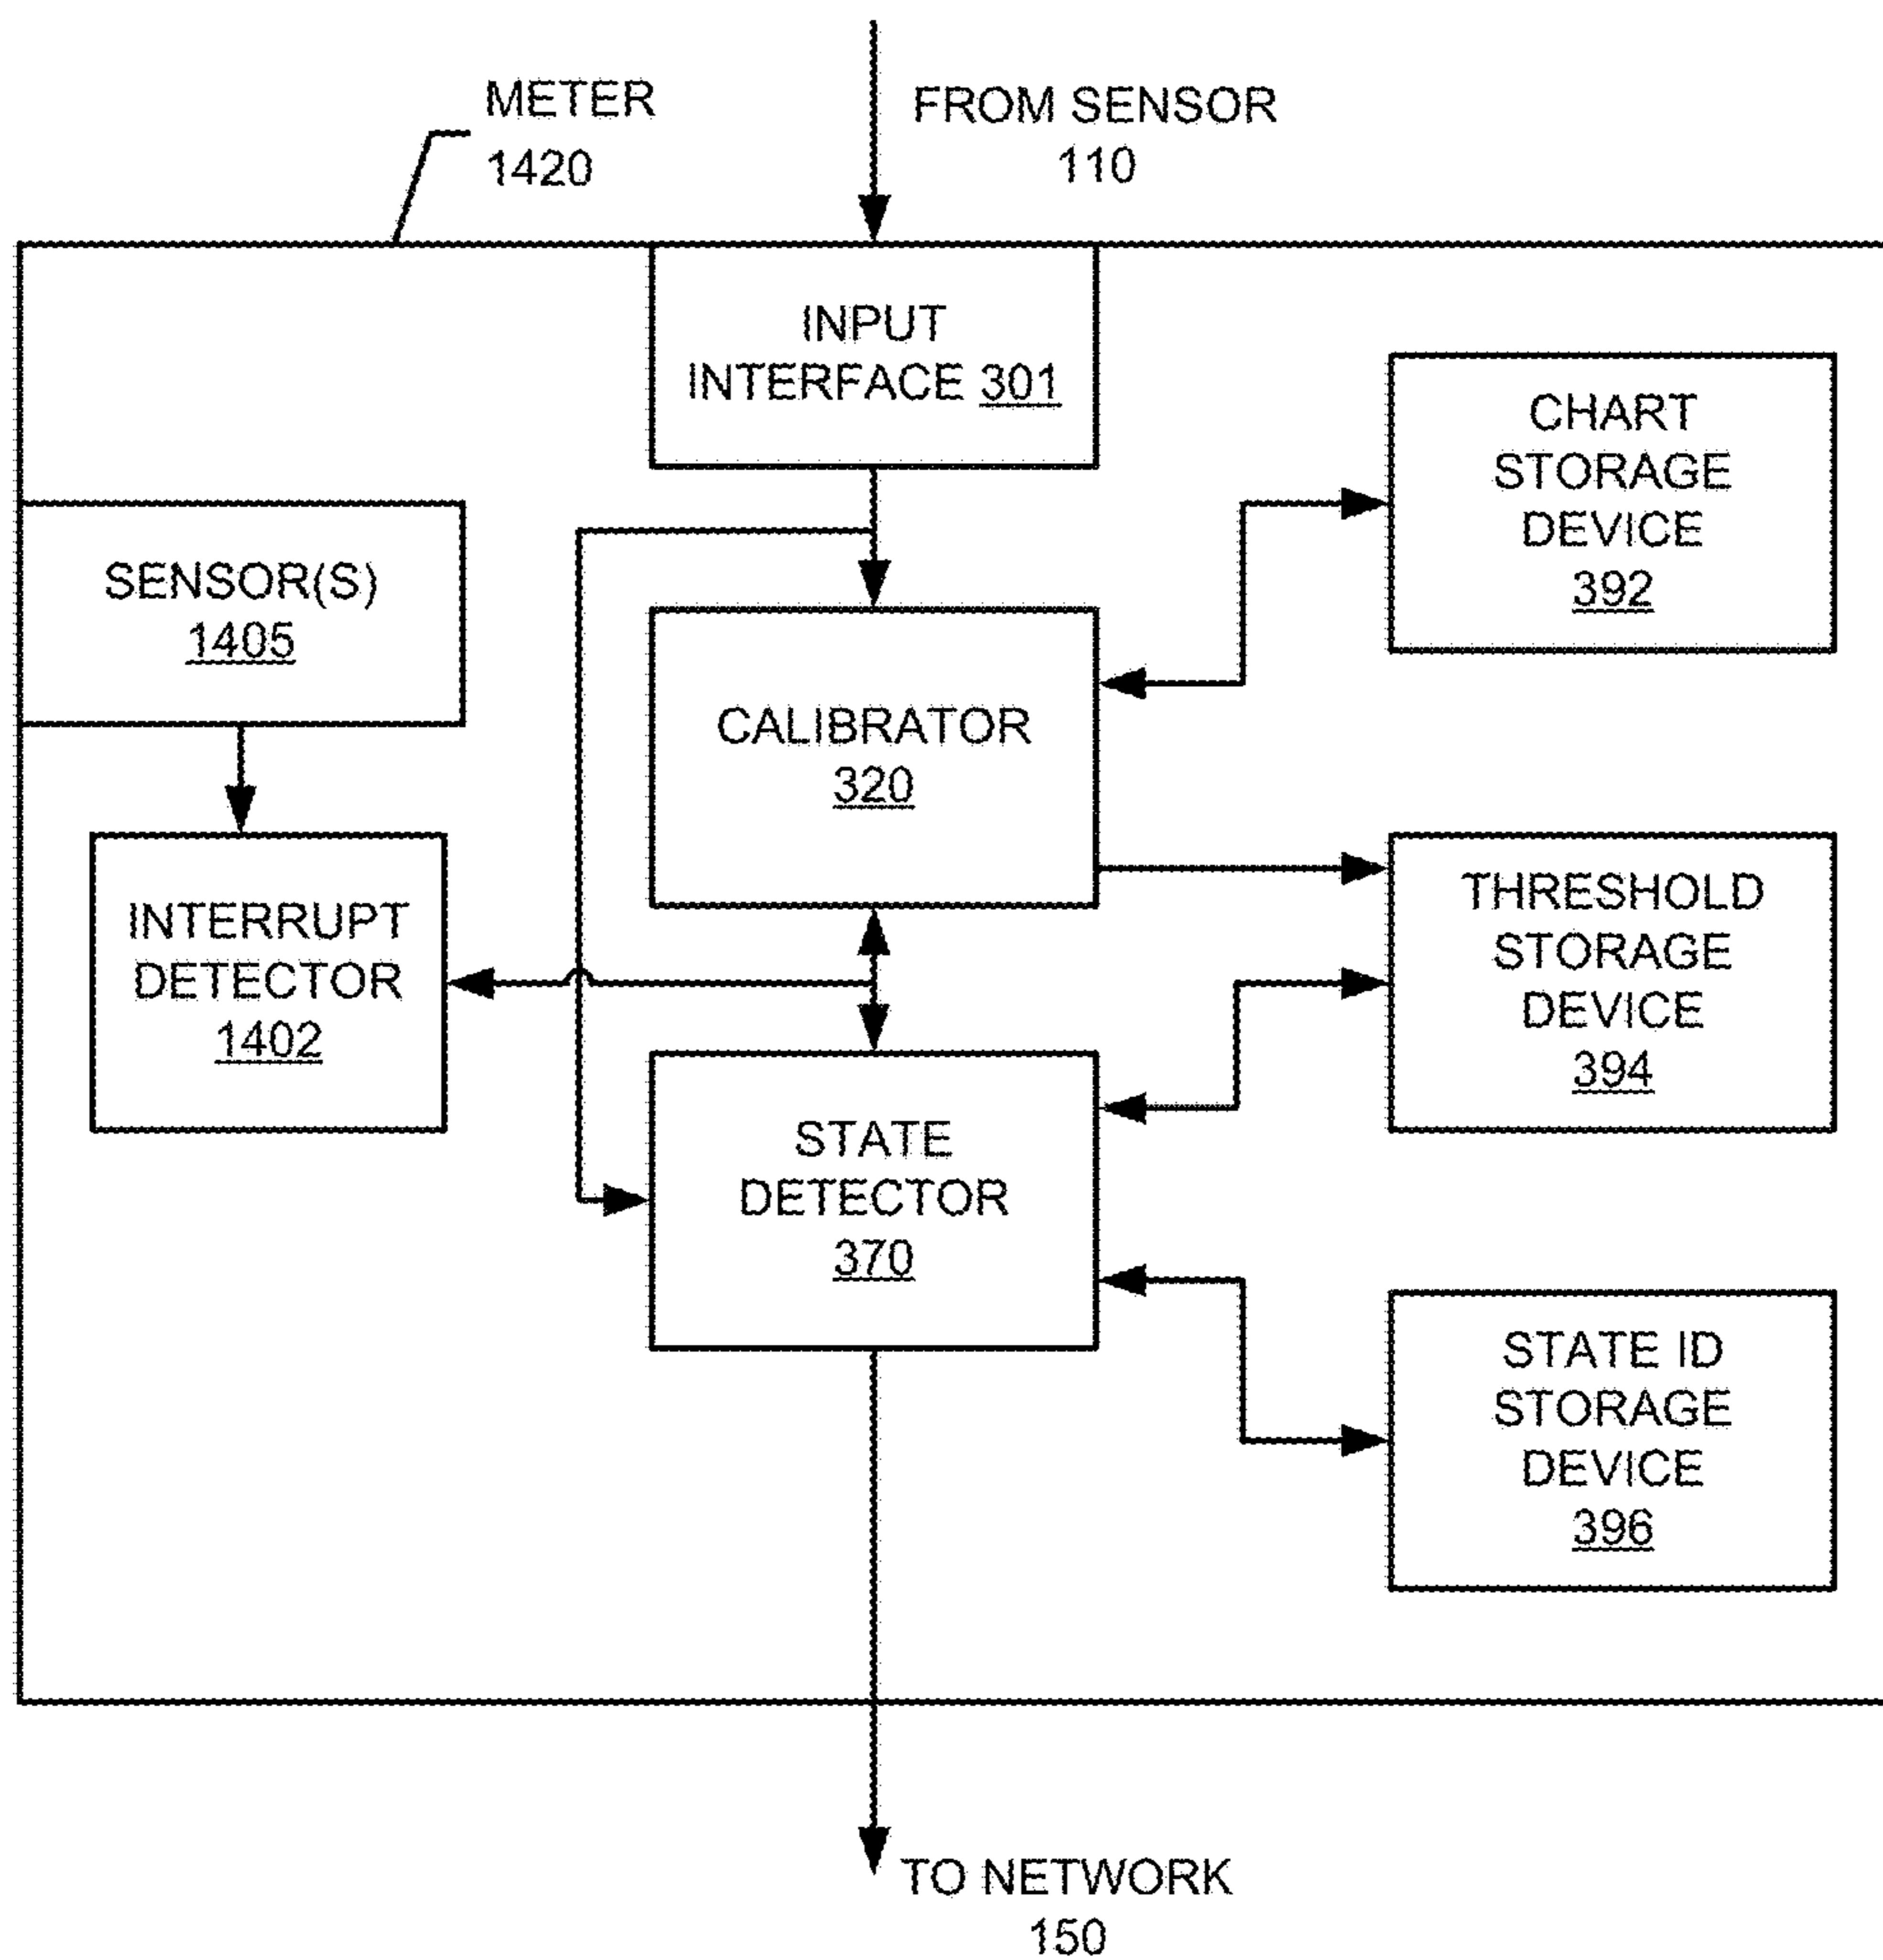 METER
1420
FROM SENSOR
110
INPUT
INTERFACE 301
CHART
STORAGE
DEVICE
392
SENSOR(S)
1405
CALIBRATOR
320
INTERRUPT
DETECTOR
1402
THRESHOLD
STORAGE
DEVICE
394
STATE
DETECTOR
370
STATE ID
STORAGE
DEVICE
396
TO NETWORK
150